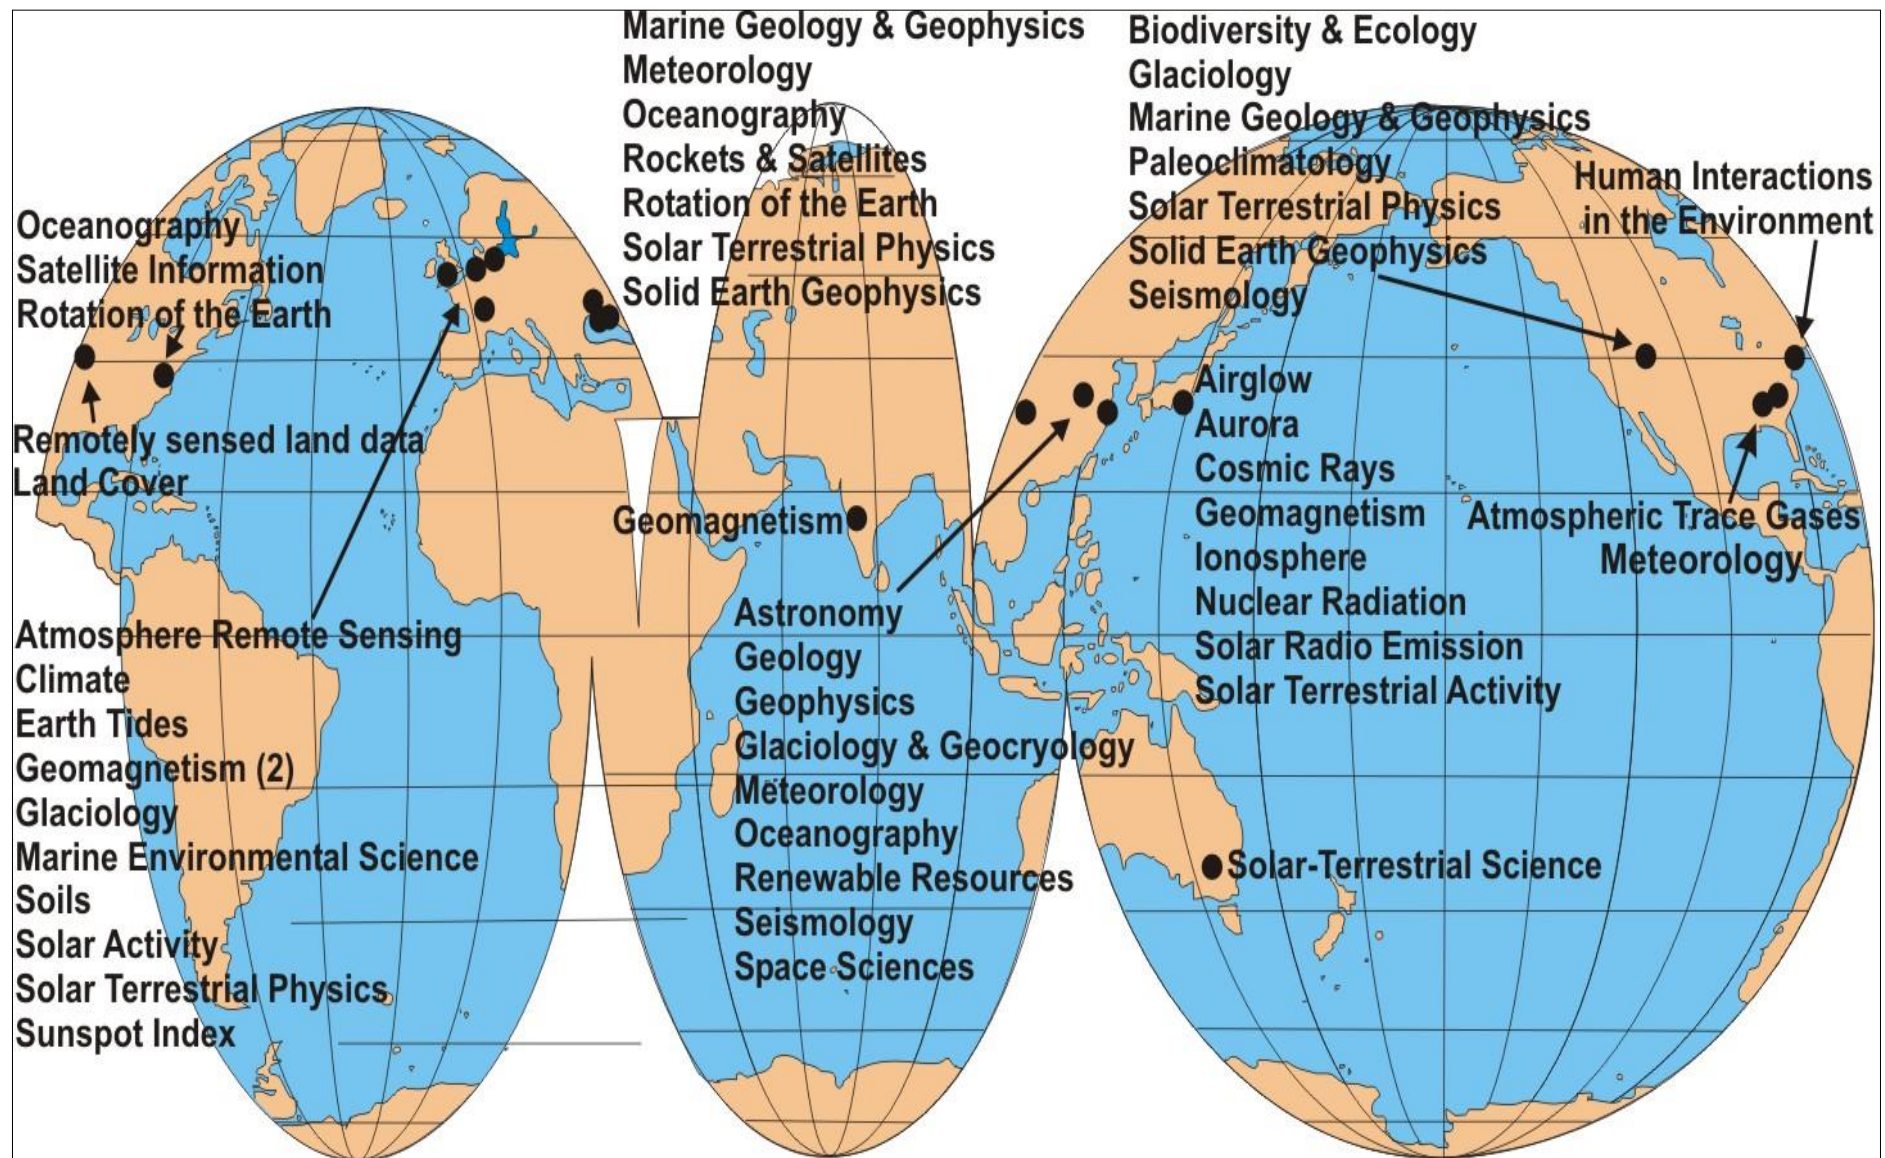 Marine Geology & Geophysics
Meteorology
Oceanography
Rockets & Satellites
Rotation of the Earth
Solar Terrestrial Physics
Solid Earth Geophysics
Biodiversity & Ecology
Glaciology
Marine Geology & Geophysics
Paleoclimatology
Solar Terrestrial Physics
Solid Earth Geophysics
Seismology
Human Interactions
in the Environment
Oceanography
Satellite Information
Rotation of the Earth
Remotely sensed land data
Land Cover
Airglow
Aurora
Cosmic Rays
Geomagnetism
Ionosphere
Nuclear Radiation
Solar Radio Emission
Solar Terrestrial Activity
Atmospheric Trace Gases
Meteorology
Geomagnetism
Atmosphere Remote Sensing
Climate
Earth Tides
Geomagnetism (2)
Glaciology
Marine Environmental Science
Soils
Solar Activity
Solar Terrestrial Physics
Sunspot Index
Astronomy
Geology
Geophysics
Glaciology & Geocryology
Meteorology
Oceanography
Renewable Resources
Seismology
Space Sciences
Solar-Terrestrial Science